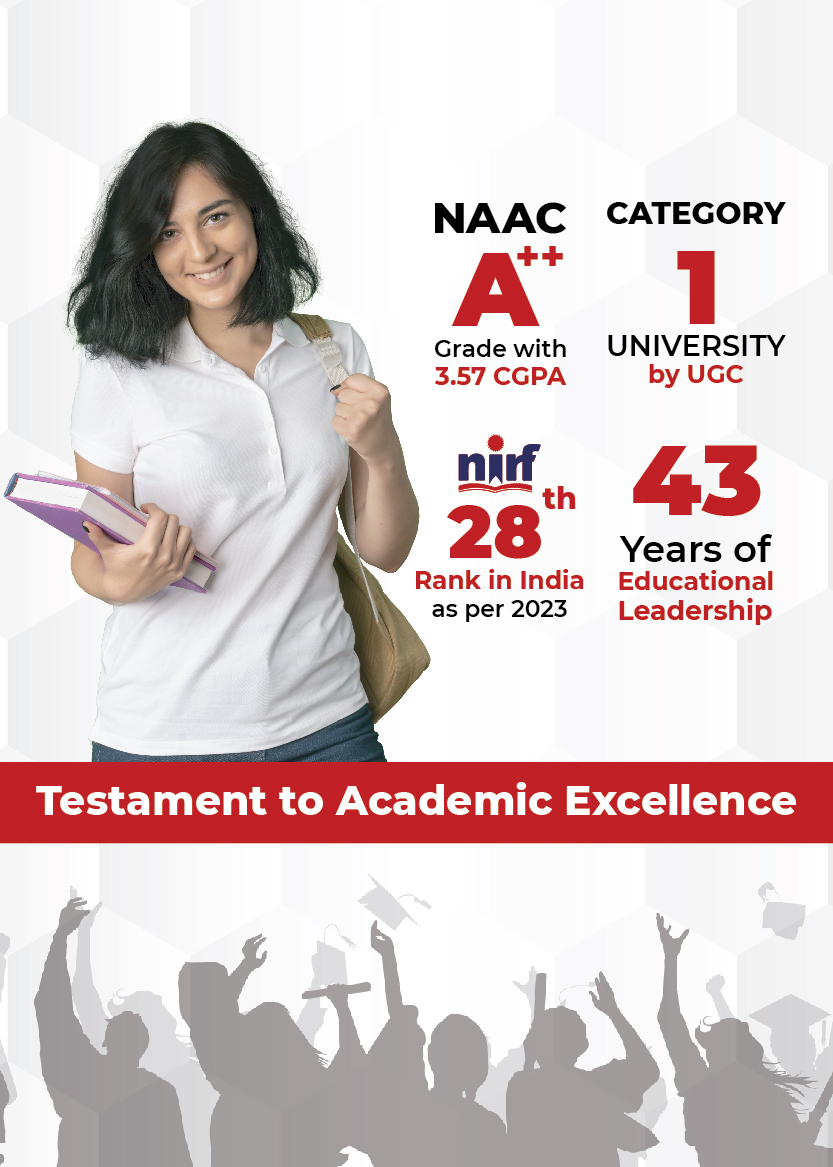 NAAC
A++
Grade with
3.57 CGPA
CATEGORY
1
UNIVERSITY
by UGC
nirf
28th
Rank in India
as per 2023
43
Years of
Educational
Leadership
Testament to Academic Excellence